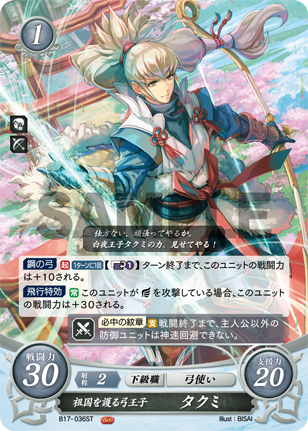 1
SAMPLE
仕方ない、頑張ってやるか。
白夜王子タクミの力、見せてやる！
鋼の弓 起 1ターンに1回 【1】ターン終了まで、このユニットの戦闘力
は＋10される。
飛行特効 常 このユニットが を攻撃している場合、このユニット
の戦闘力は＋30される。
必中の紋章 支 戦闘終了まで、主人公以外の
防御ユニットは神速回避できない。
戦闘力 30
射程 2 下級職 弓使い
支援力 20
祖国を護る弓王子 タクミ
B17-036ST Illust：BISAI